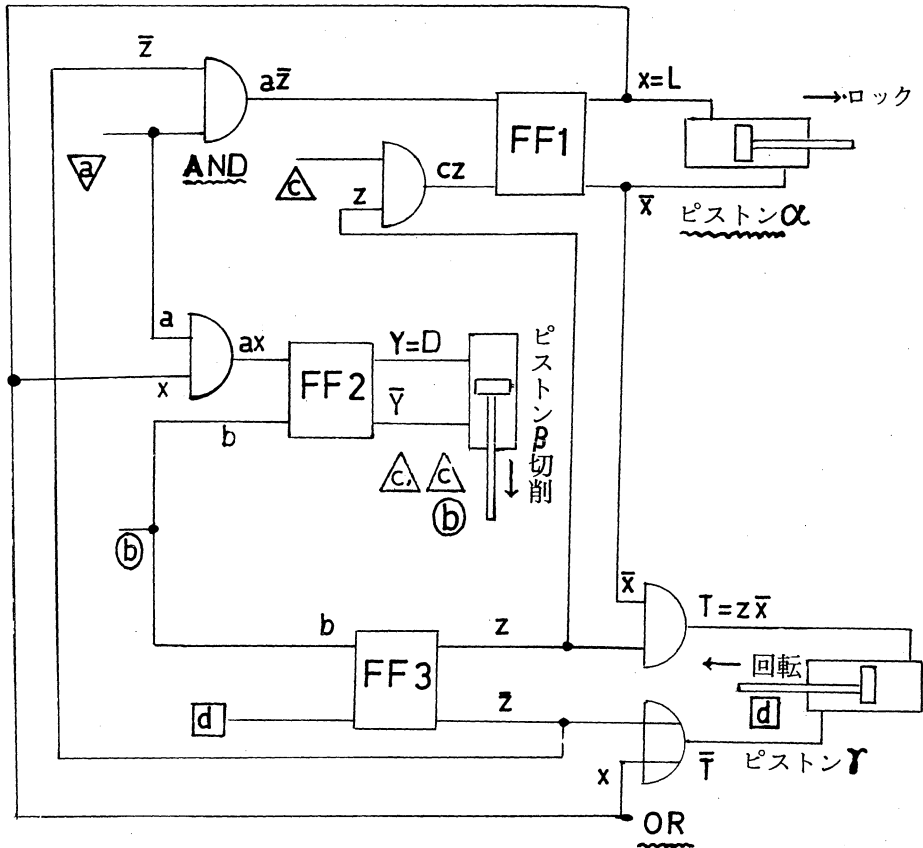 z̄
az̄
x=L
→ロック
a
AND
c
z
cz
FF1
x̄
ピストンα
a
x
ax
FF2
b
Y=D
Ȳ
ピストンβ切削
c, c
b
b
b
FF3
z
z̄
d
x̄
T=zx̄
← 回転
d
x
T̄
ピストンγ
OR